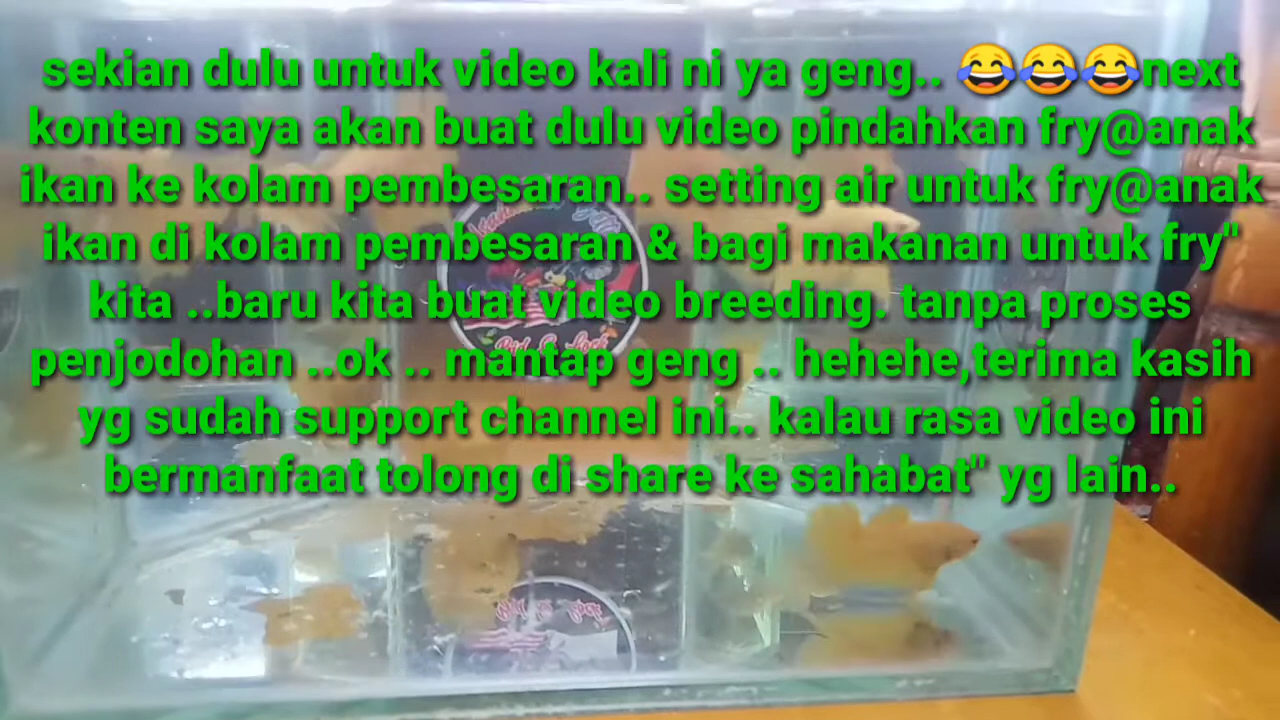 sekian dulu untuk video kali ni ya geng.. 😂😂😂next
konten saya akan buat dulu video pindahkan fry@anak
ikan ke kolam pembesaran.. setting air untuk fry@anak
ikan di kolam pembesaran & bagi makanan untuk fry"
kita ..baru kita buat video breeding. tanpa proses
penjodohan ..ok .. mantap geng .. hehehe,terima kasih
yg sudah support channel ini.. kalau rasa video ini
bermanfaat tolong di share ke sahabat" yg lain..